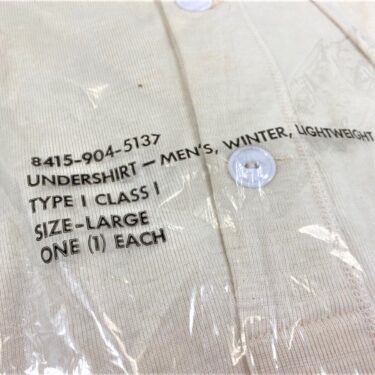 8415-904-5137
UNDERSHIRT – MEN'S, WINTER, LIGHTWEIGHT
TYPE I CLASS I
SIZE-LARGE
ONE (1) EACH